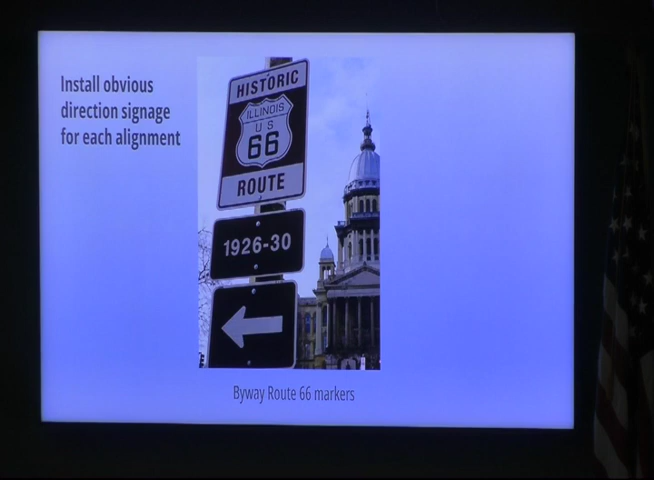 Install obvious
direction signage
for each alignment
HISTORIC
ILLINOIS
U S
66
ROUTE
1926-30
Byway Route 66 markers